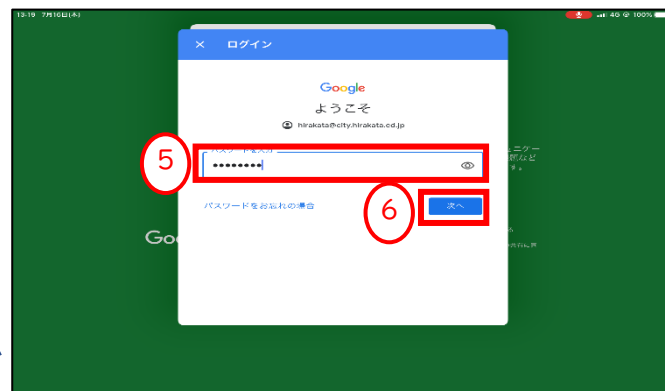 13:19 7月16日(木)
4G 100%
× ログイン
Google
ようこそ
hirakata@city.hirakata.ed.jp
パスワードを入力
••••••••
5
パスワードをお忘れの場合
6
次へ
Goo